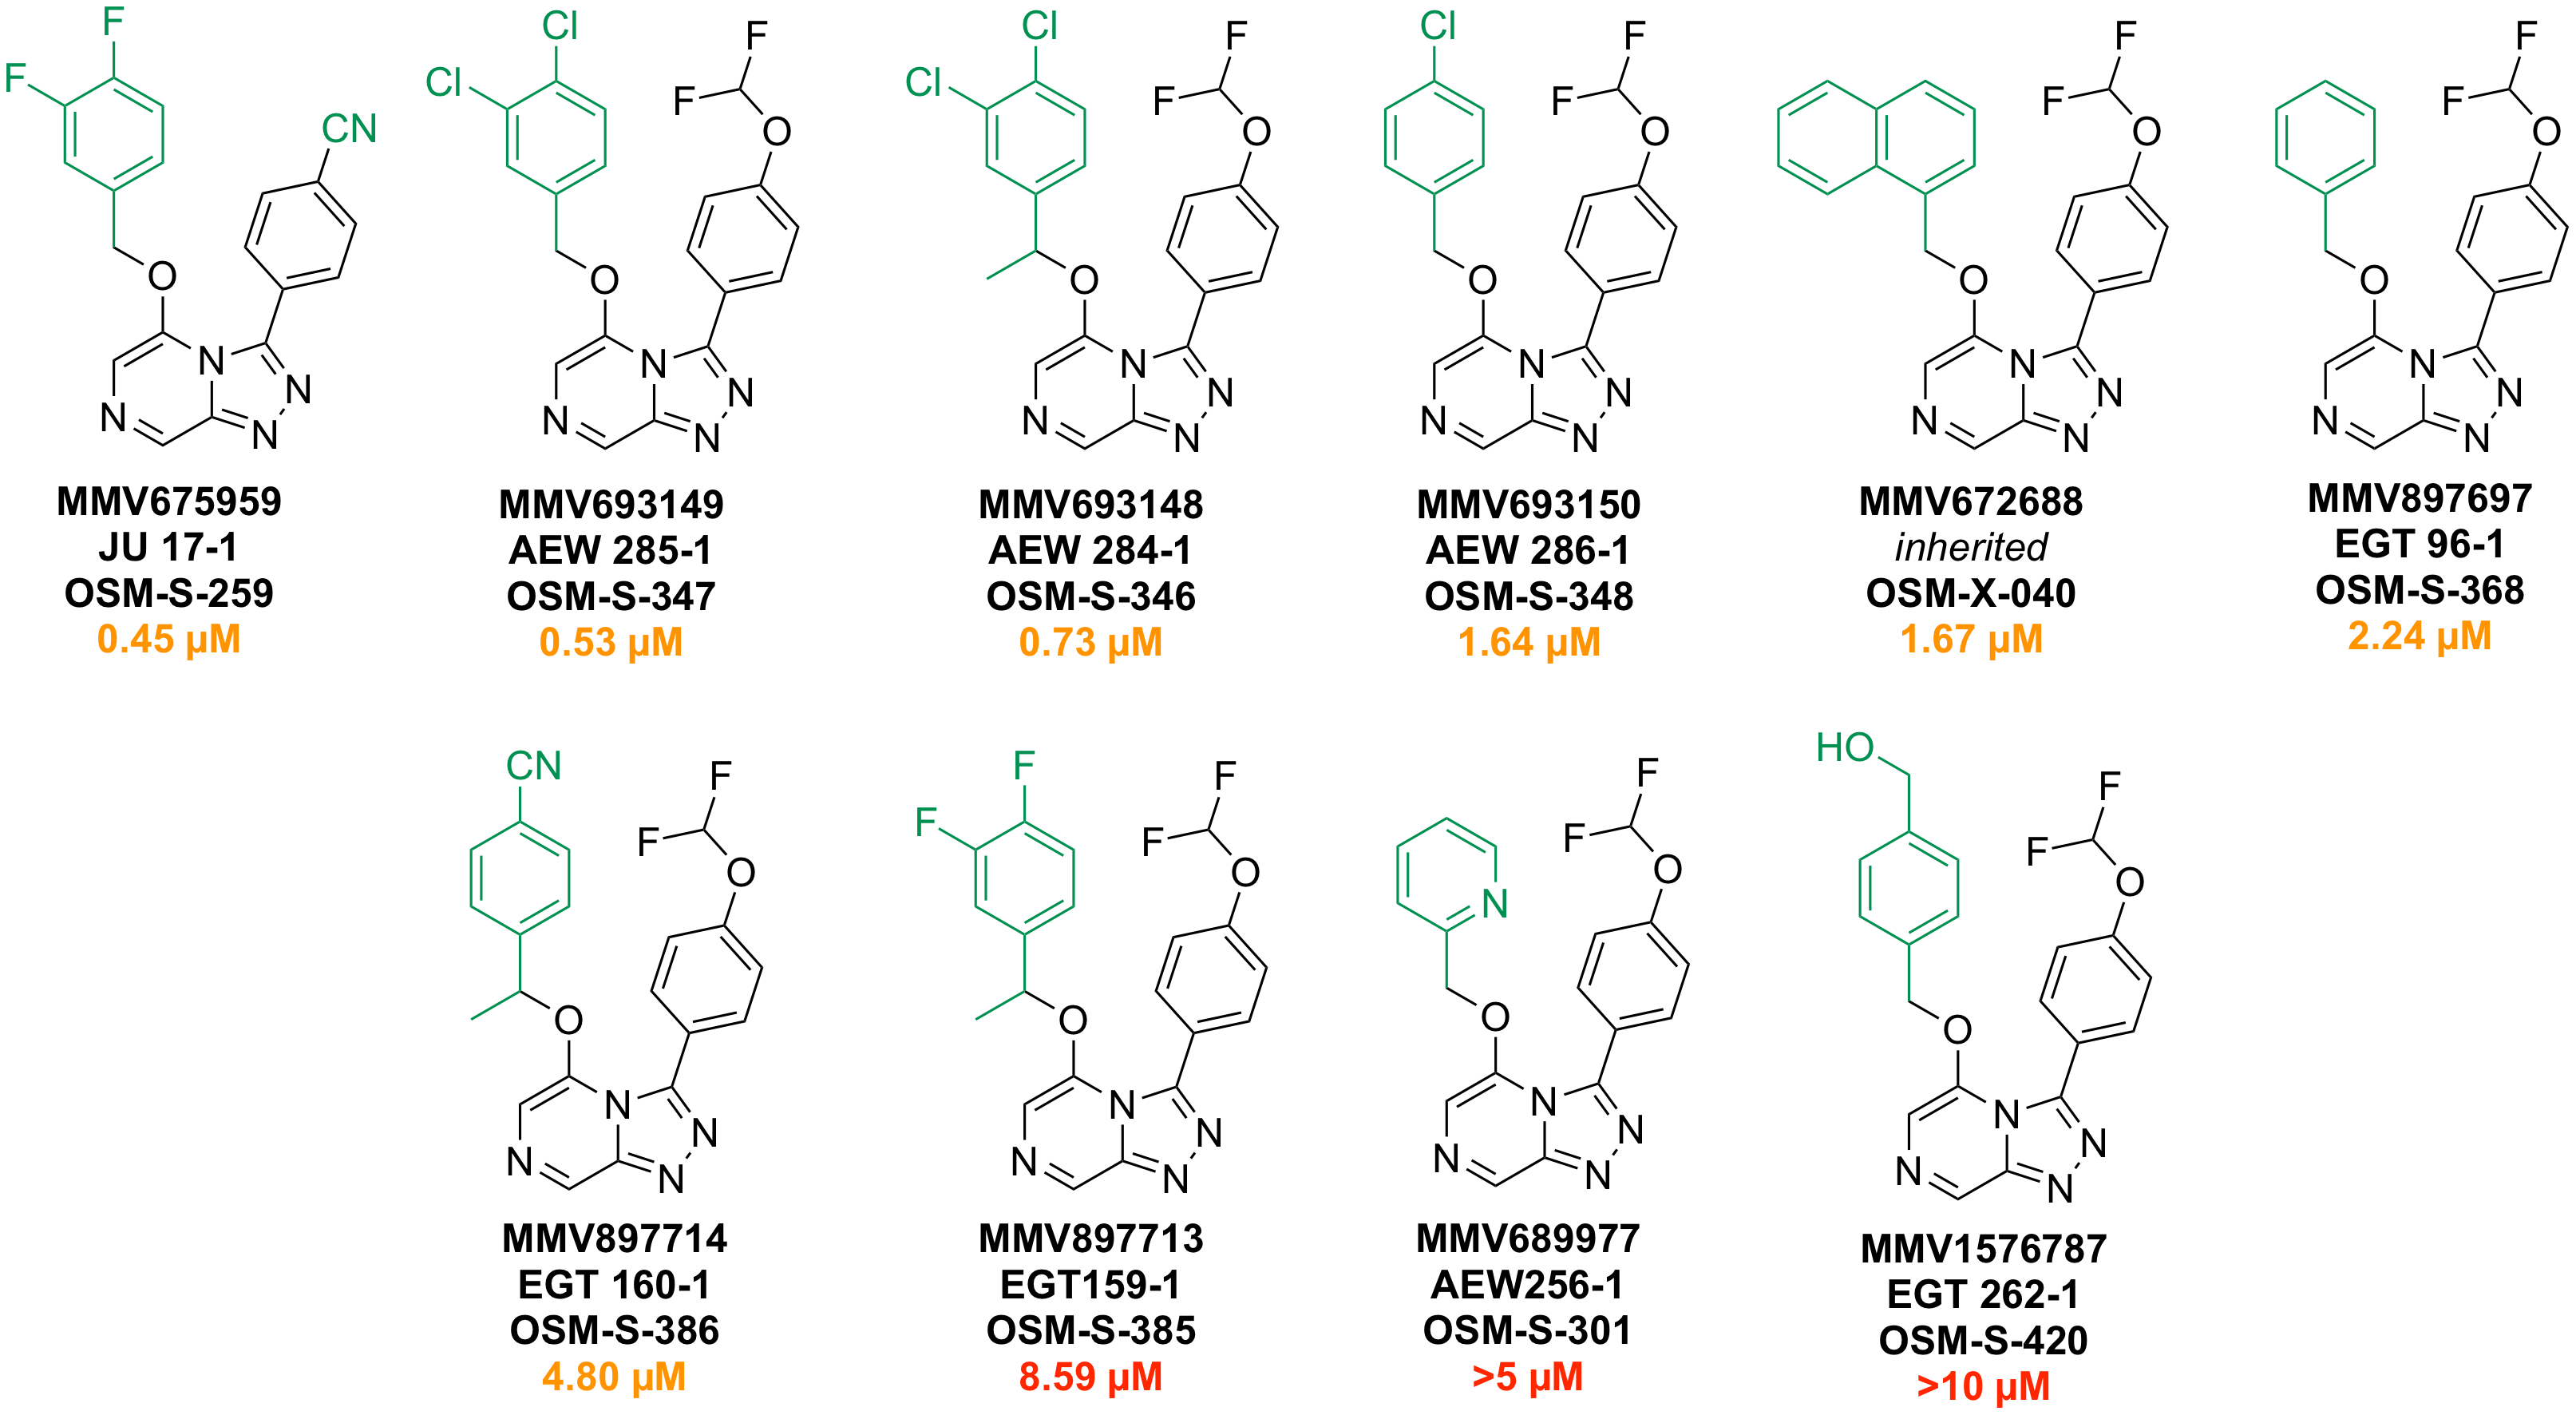 F
F
CN
O
N
N
N
N
MMV675959
JU 17-1
OSM-S-259
0.45 µM
Cl
Cl
F
F
O
O
N
N
N
N
MMV693149
AEW 285-1
OSM-S-347
0.53 µM
Cl
Cl
F
F
O
O
N
N
N
N
MMV693148
AEW 284-1
OSM-S-346
0.73 µM
Cl
F
F
O
O
N
N
N
N
MMV693150
AEW 286-1
OSM-S-348
1.64 µM
F
F
O
O
N
N
N
N
MMV672688
inherited
OSM-X-040
1.67 µM
F
F
O
O
N
N
N
N
MMV897697
EGT 96-1
OSM-S-368
2.24 µM
CN
F
F
O
O
N
N
N
N
MMV897714
EGT 160-1
OSM-S-386
4.80 µM
F
F
F
F
O
O
N
N
N
N
MMV897713
EGT159-1
OSM-S-385
8.59 µM
F
F
O
N
O
N
N
N
N
MMV689977
AEW256-1
OSM-S-301
>5 µM
HO
F
F
O
O
N
N
N
N
MMV1576787
EGT 262-1
OSM-S-420
>10 µM